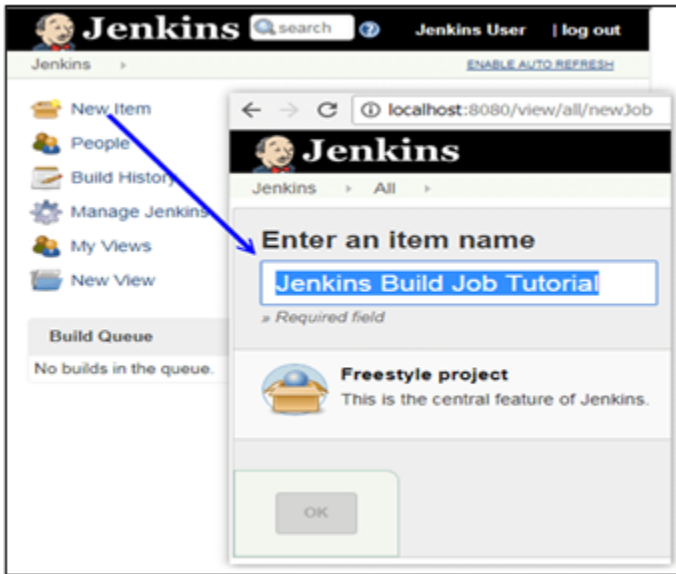 Jenkins search ? Jenkins User | log out
Jenkins
ENABLE AUTO REFRESH
New Item
People
Build History
Manage Jenkins
My Views
New View
Build Queue
No builds in the queue.
localhost:8080/view/all/newJob
Jenkins
Jenkins All
Enter an item name
Jenkins Build Job Tutorial
» Required field
Freestyle project
This is the central feature of Jenkins.
OK